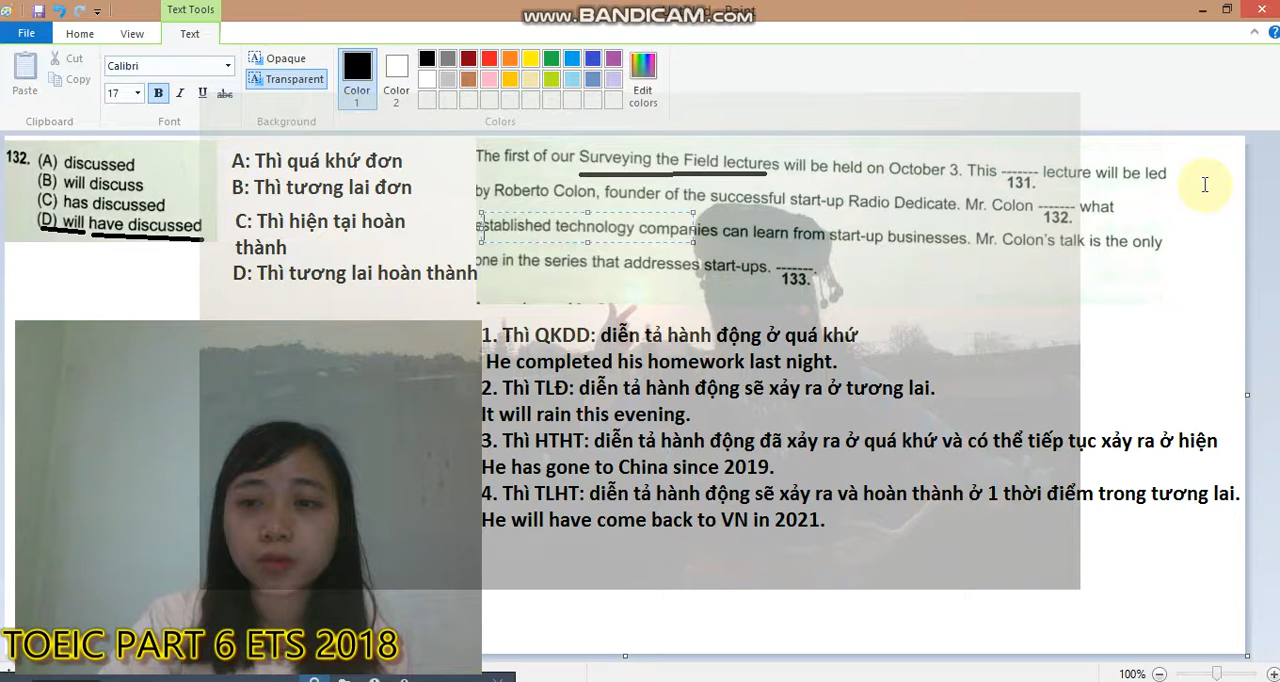 Text Tools
www.BANDICAM.com
Paint
File
Home
View
Text
Paste
Cut
Copy
Clipboard
Calibri
17
B I U abc
Font
Opaque
Transparent
Background
Color 1
Color 2
Edit colors
Colors
132. (A) discussed
(B) will discuss
(C) has discussed
(D) will have discussed
A: Thì quá khứ đơn
B: Thì tương lai đơn
C: Thì hiện tại hoàn
thành
D: Thì tương lai hoàn thành
The first of our Surveying the Field lectures will be held on October 3. This ------- lecture will be led
131.
by Roberto Colon, founder of the successful start-up Radio Dedicate. Mr. Colon ------- what
132.
established technology companies can learn from start-up businesses. Mr. Colon's talk is the only
one in the series that addresses start-ups. -------.
133.
1. Thì QKDD: diễn tả hành động ở quá khứ
He completed his homework last night.
2. Thì TLĐ: diễn tả hành động sẽ xảy ra ở tương lai.
It will rain this evening.
3. Thì HTHT: diễn tả hành động đã xảy ra ở quá khứ và có thể tiếp tục xảy ra ở hiện
He has gone to China since 2019.
4. Thì TLHT: diễn tả hành động sẽ xảy ra và hoàn thành ở 1 thời điểm trong tương lai.
He will have come back to VN in 2021.
TOEIC PART 6 ETS 2018
100%